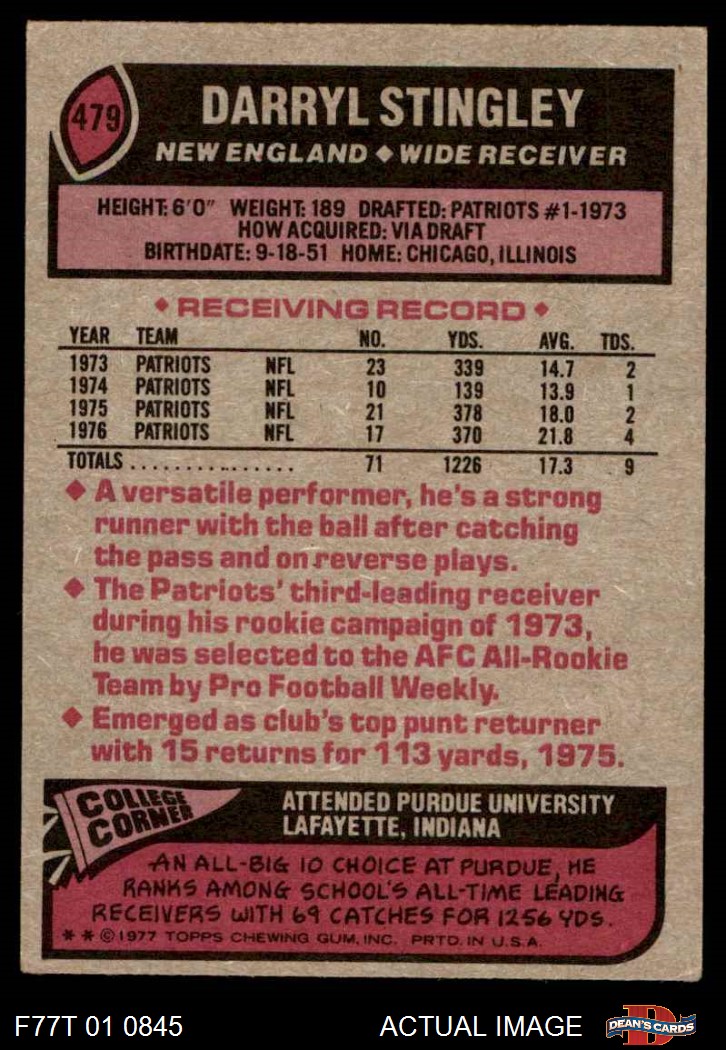 479
DARRYL STINGLEY
NEW ENGLAND ◆ WIDE RECEIVER
HEIGHT: 6'0" WEIGHT: 189 DRAFTED: PATRIOTS #1-1973
HOW ACQUIRED: VIA DRAFT
BIRTHDATE: 9-18-51 HOME: CHICAGO, ILLINOIS
◆ RECEIVING RECORD ◆
YEAR TEAM NO. YDS. AVG. TDS.
1973 PATRIOTS NFL 23 339 14.7 2
1974 PATRIOTS NFL 10 139 13.9 1
1975 PATRIOTS NFL 21 378 18.0 2
1976 PATRIOTS NFL 17 370 21.8 4
TOTALS ................ 71 1226 17.3 9
◆ A versatile performer, he's a strong
runner with the ball after catching
the pass and on reverse plays.
◆ The Patriots' third-leading receiver
during his rookie campaign of 1973,
he was selected to the AFC All-Rookie
Team by Pro Football Weekly.
◆ Emerged as club's top punt returner
with 15 returns for 113 yards, 1975.
COLLEGE
CORNER
ATTENDED PURDUE UNIVERSITY
LAFAYETTE, INDIANA
AN ALL-BIG 10 CHOICE AT PURDUE, HE
RANKS AMONG SCHOOL'S ALL-TIME LEADING
RECEIVERS WITH 69 CATCHES FOR 1256 YDS.
* * © 1977 TOPPS CHEWING GUM, INC. PRTD. IN U.S.A.
F77T 01 0845 ACTUAL IMAGE
D
DEAN'S CARDS